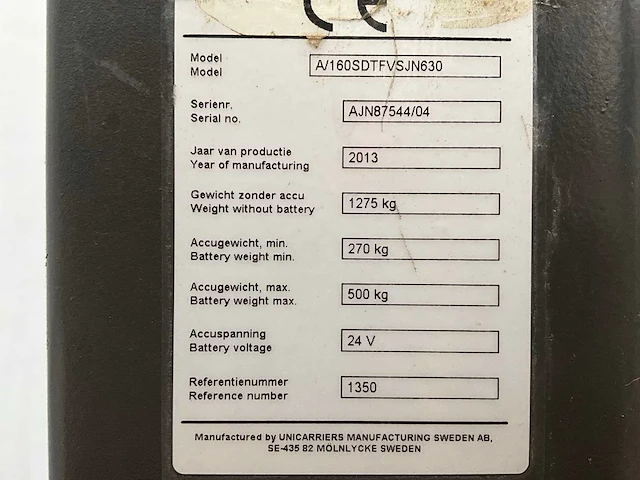 CE
Model
Model A/160SDTFVSJN630
Serienr.
Serial no. AJN87544/04
Jaar van productie
Year of manufacturing 2013
Gewicht zonder accu
Weight without battery 1275 kg
Accugewicht, min.
Battery weight min. 270 kg
Accugewicht, max.
Battery weight max. 500 kg
Accuspanning
Battery voltage 24 V
Referentienummer
Reference number 1350
Manufactured by UNICARRIERS MANUFACTURING SWEDEN AB,
SE-435 82 MÖLNLYCKE SWEDEN